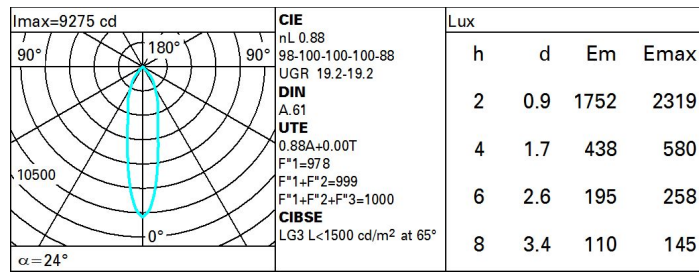 Imax=9275 cd
90° 180° 90°
10500
0°
α=24°
CIE
nL 0.88
98-100-100-100-88
UGR 19.2-19.2
DIN
A.61
UTE
0.88A+0.00T
F"1=978
F"1+F"2=999
F"1+F"2+F"3=1000
CIBSE
LG3 L<1500 cd/m² at 65°
Lux
h d Em Emax
2 0.9 1752 2319
4 1.7 438 580
6 2.6 195 258
8 3.4 110 145